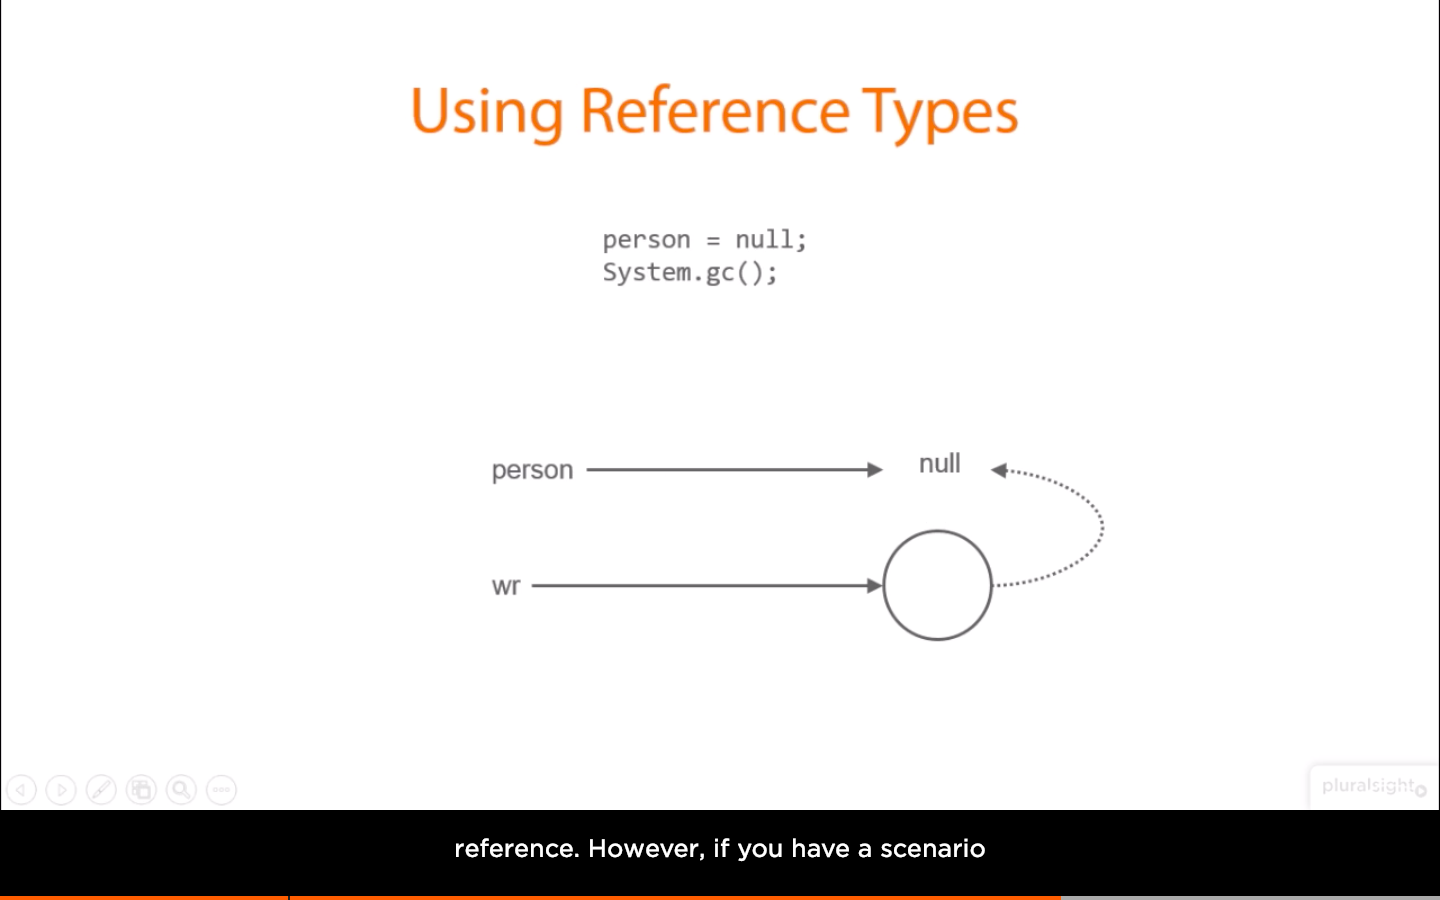 Using Reference Types
person = null;
System.gc();
person
null
wr
pluralsight
reference. However, if you have a scenario